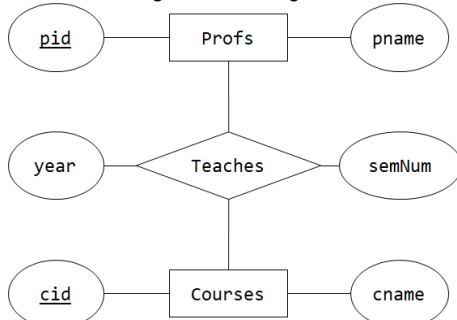 pid Profs pname
year Teaches semNum
cid Courses cname